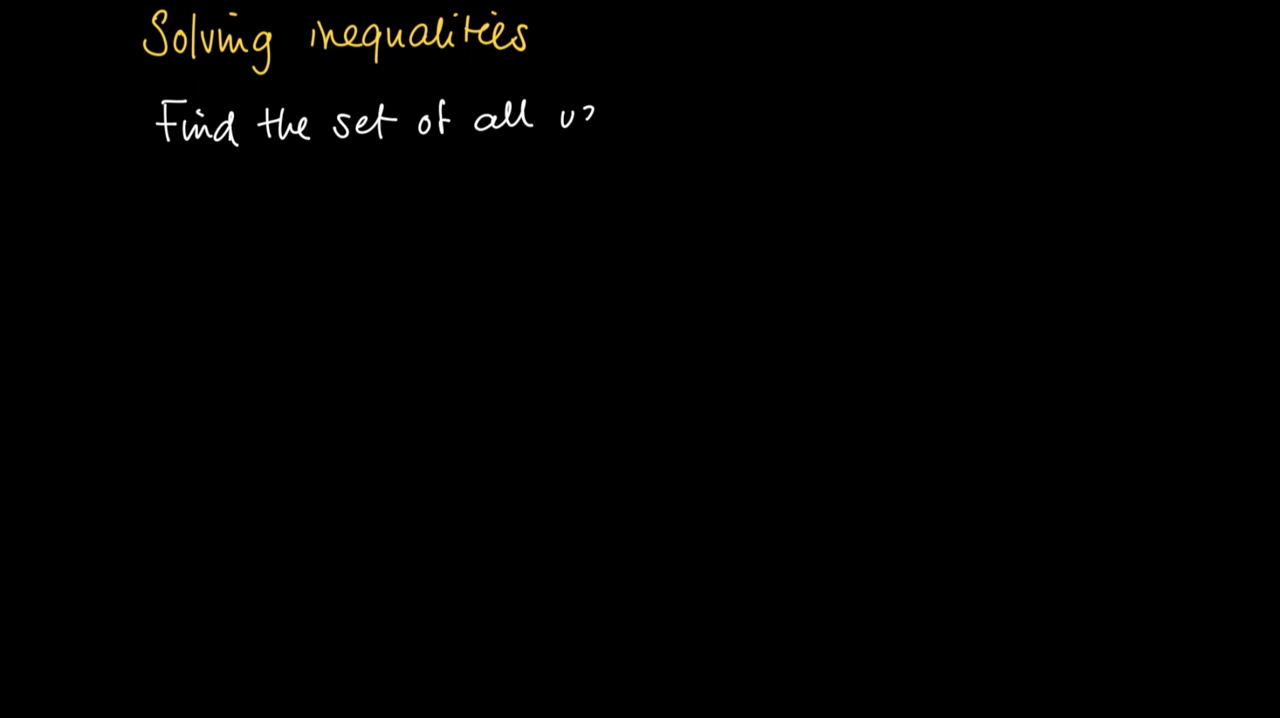 Solving inequalities
Find the set of all